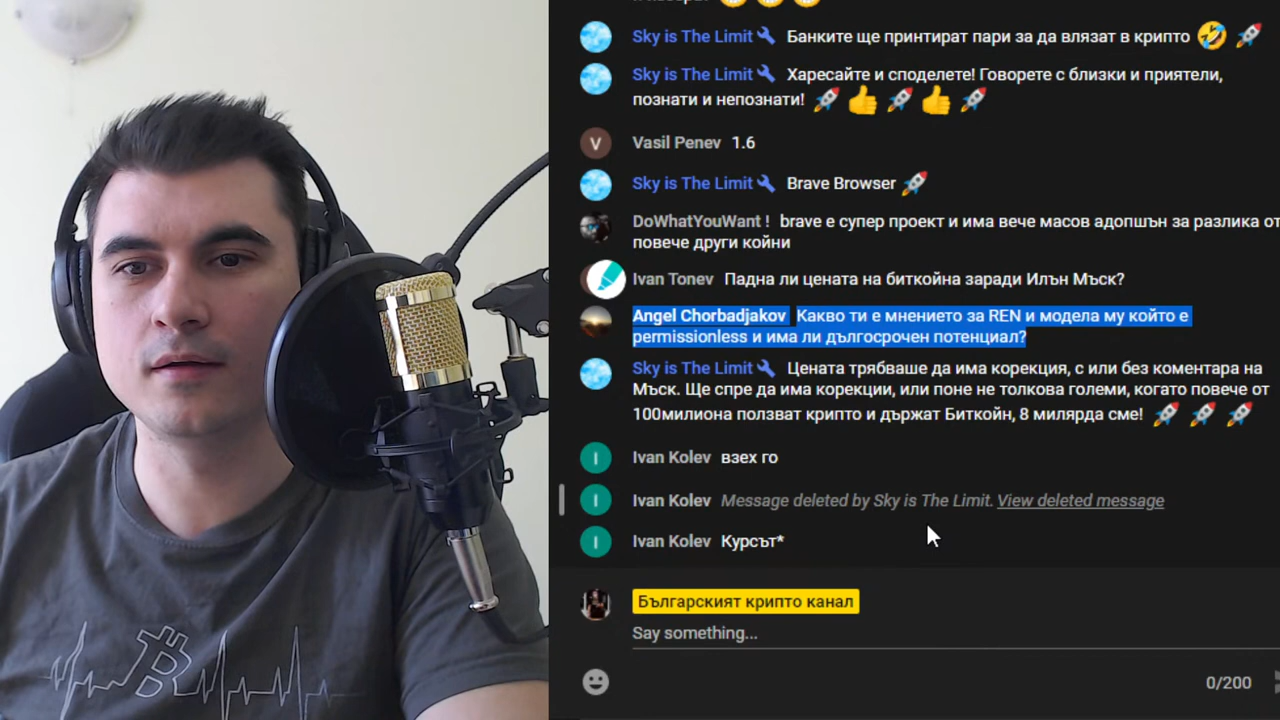 Sky is The Limit Банките ще принтират пари за да влязат в крипто 🤣 🚀
Sky is The Limit Харесайте и споделете! Говорете с близки и приятели,
познати и непознати! 🚀 👍 🚀 👍 🚀
V Vasil Penev 1.6
Sky is The Limit Brave Browser 🚀
DoWhatYouWant ! brave е супер проект и има вече масов адопшън за разлика от
повече други койни
Ivan Tonev Падна ли цената на биткойна заради Илън Мъск?
Angel Chorbadjakov Какво ти е мнението за REN и модела му който е
permissionless и има ли дългосрочен потенциал?
Sky is The Limit Цената трябваше да има корекция, с или без коментара на
Мъск. Ще спре да има корекции, или поне не толкова големи, когато повече от
100милиона ползват крипто и държат Биткойн, 8 милярда сме! 🚀 🚀 🚀
I Ivan Kolev взех го
I Ivan Kolev Message deleted by Sky is The Limit. View deleted message
I Ivan Kolev Курсът*
Българският крипто канал
Say something...
0/200